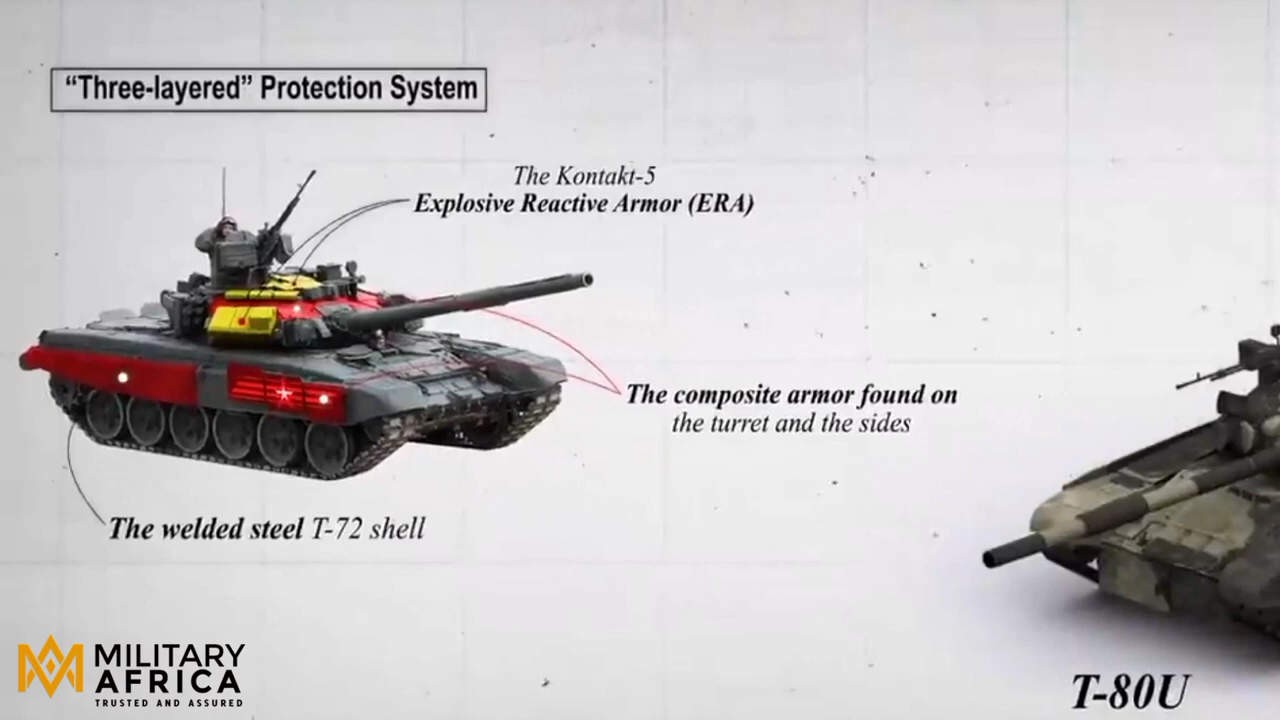 “Three-layered” Protection System
The Kontakt-5
Explosive Reactive Armor (ERA)
The composite armor found on
the turret and the sides
The welded steel T-72 shell
T-80U
MILITARY
AFRICA
TRUSTED AND ASSURED